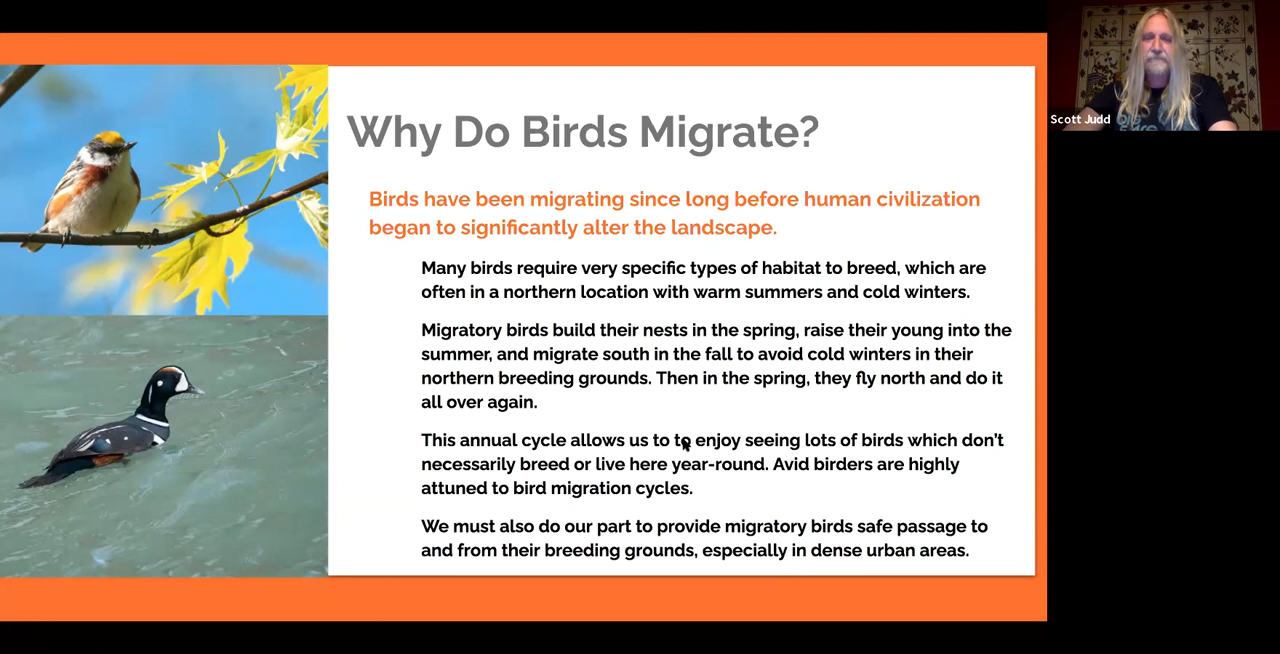 Why Do Birds Migrate?
Birds have been migrating since long before human civilization
began to significantly alter the landscape.
Many birds require very specific types of habitat to breed, which are
often in a northern location with warm summers and cold winters.
Migratory birds build their nests in the spring, raise their young into the
summer, and migrate south in the fall to avoid cold winters in their
northern breeding grounds. Then in the spring, they fly north and do it
all over again.
This annual cycle allows us to to enjoy seeing lots of birds which don't
necessarily breed or live here year-round. Avid birders are highly
attuned to bird migration cycles.
We must also do our part to provide migratory birds safe passage to
and from their breeding grounds, especially in dense urban areas.
Scott Judd